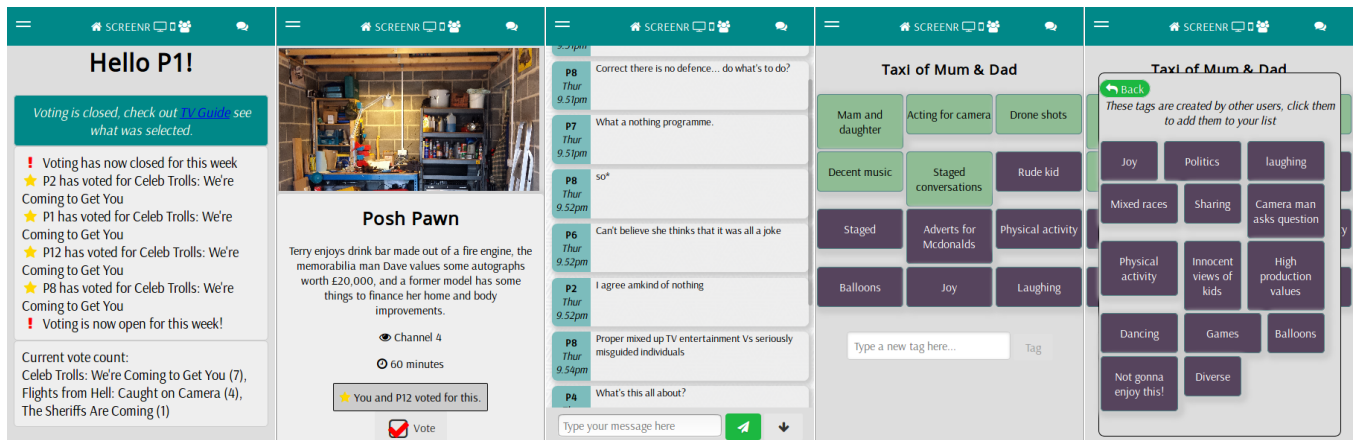 SCREENR
Hello P1!
Voting is closed, check out TV Guide see
what was selected.
Voting has now closed for this week
P2 has voted for Celeb Trolls: We're
Coming to Get You
P1 has voted for Celeb Trolls: We're
Coming to Get You
P12 has voted for Celeb Trolls: We're
Coming to Get You
P8 has voted for Celeb Trolls: We're
Coming to Get You
Voting is now open for this week!
Current vote count:
Celeb Trolls: We're Coming to Get You (7),
Flights from Hell: Caught on Camera (4),
The Sheriffs Are Coming (1)
SCREENR
Posh Pawn
Terry enjoys drink bar made out of a fire engine, the
memorabilia man Dave values some autographs
worth £20,000, and a former model has some
things to finance her home and body
improvements.
Channel 4
60 minutes
You and P12 voted for this.
Vote
SCREENR
9.51pm
P8
Thur
9.51pm
Correct there is no defence... do what's to do?
P7
Thur
9.51pm
What a nothing programme.
P8
Thur
9.52pm
so*
P6
Thur
9.52pm
Can't believe she thinks that it was all a joke
P2
Thur
9.52pm
I agree amkind of nothing
P8
Thur
9.54pm
Proper mixed up TV entertainment Vs seriously
misguided individuals
P4
What's this all about?
Type your message here
SCREENR
Taxi of Mum & Dad
Mam and
daughter
Acting for camera
Drone shots
Decent music
Staged
conversations
Rude kid
Staged
Adverts for
Mcdonalds
Physical activity
Balloons
Joy
Laughing
Type a new tag here...
Tag
SCREENR
Taxi of Mum & Dad
Back
These tags are created by other users, click them
to add them to your list
Joy
Politics
laughing
Mixed races
Sharing
Camera man
asks question
Physical
activity
Innocent
views of
kids
High
production
values
Dancing
Games
Balloons
Not gonna
enjoy this!
Diverse